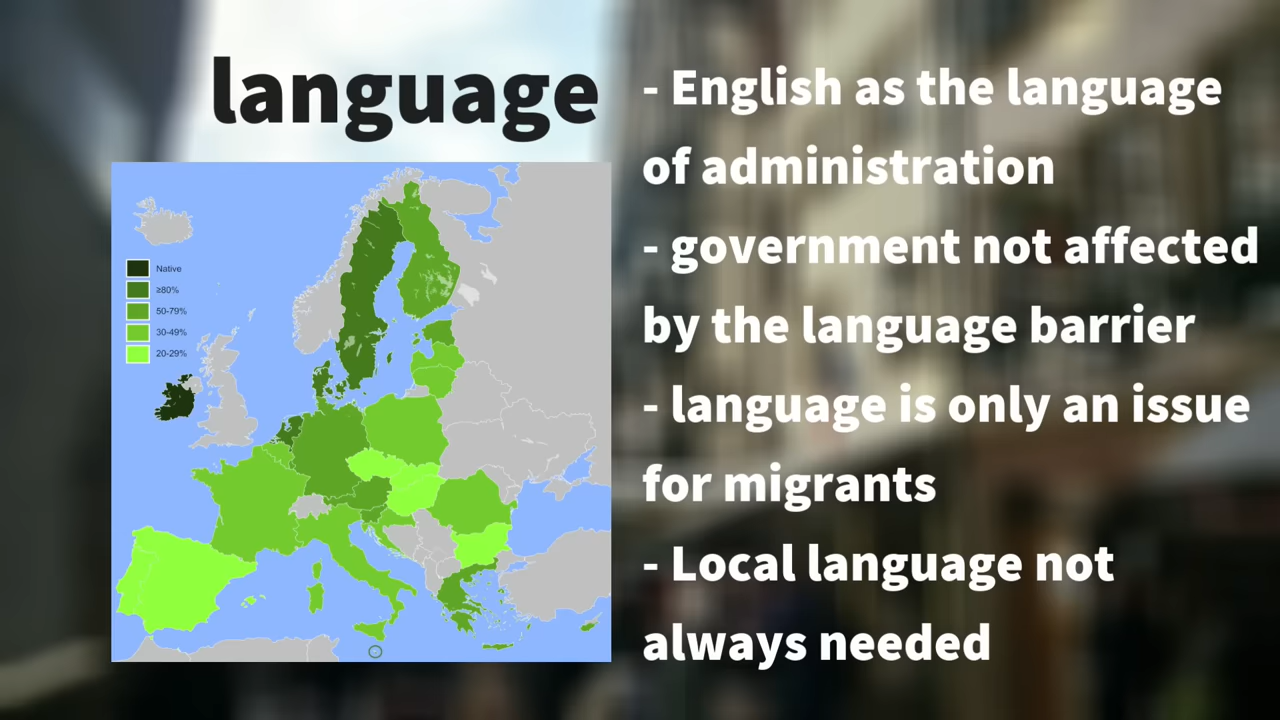 language
Native
≥80%
50-79%
30-49%
20-29%
- English as the language
of administration
- government not affected
by the language barrier
- language is only an issue
for migrants
- Local language not
always needed